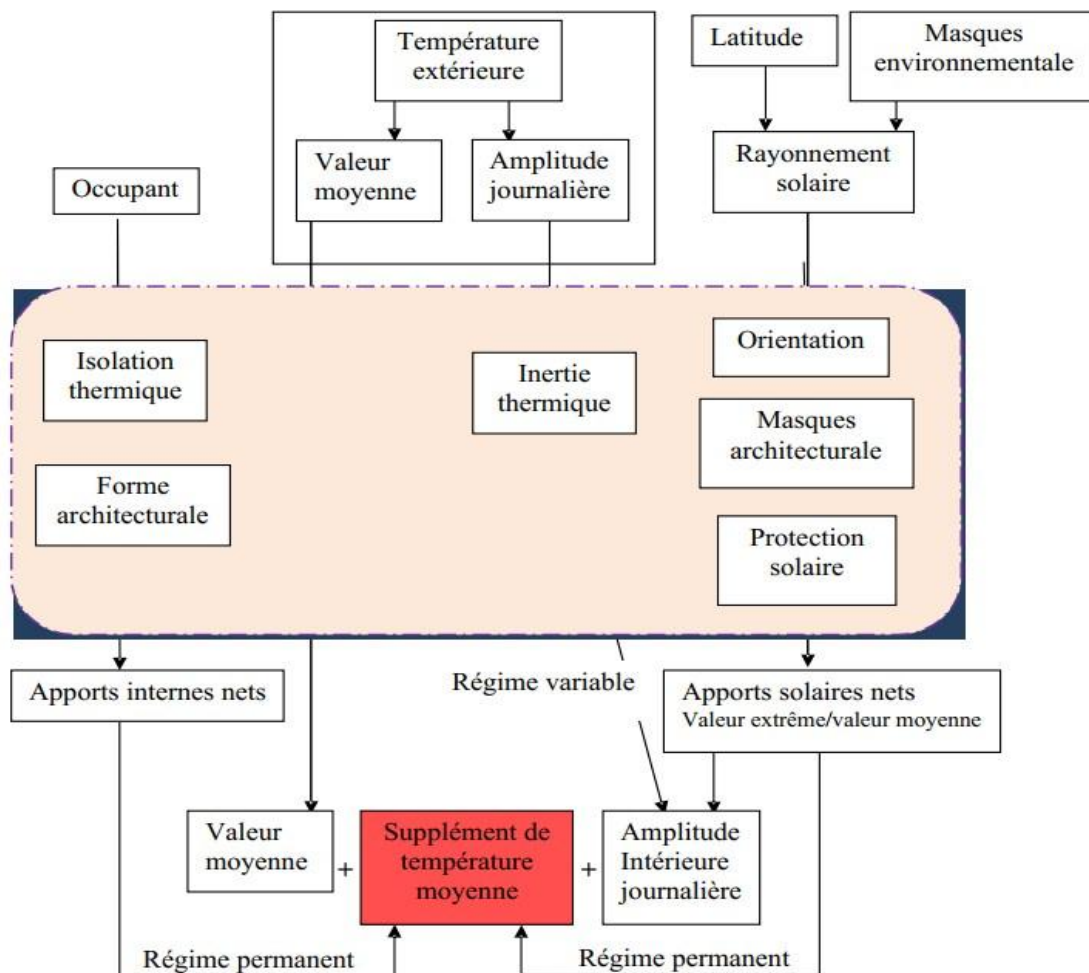 Température
extérieure
Latitude
Masques
environnementale
Valeur
moyenne
Amplitude
journalière
Rayonnement
solaire
Occupant
Isolation
thermique
Inertie
thermique
Orientation
Masques
architecturale
Forme
architecturale
Protection
solaire
Apports internes nets
Régime variable
Apports solaires nets
Valeur extrême/valeur moyenne
Valeur
moyenne
+
Supplément de
température
moyenne
+
Amplitude
Intérieure
journalière
Régime permanent
Régime permanent